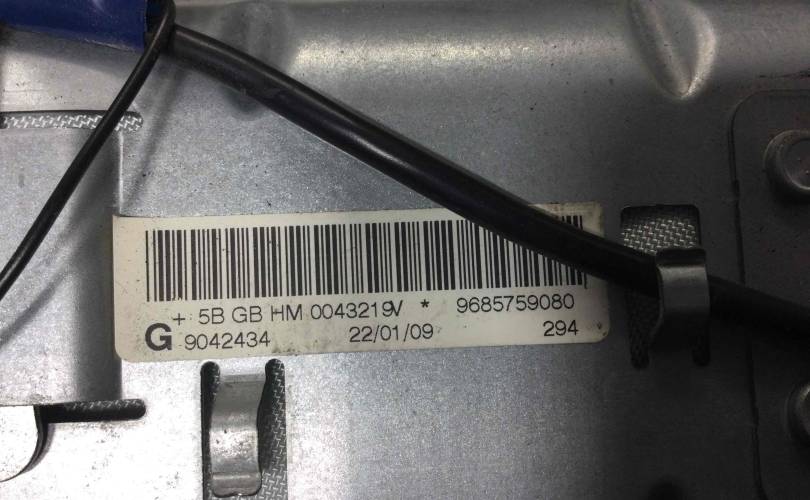 + 5B GB HM 0043219V * 9685759080
G 9042434 22/01/09 294